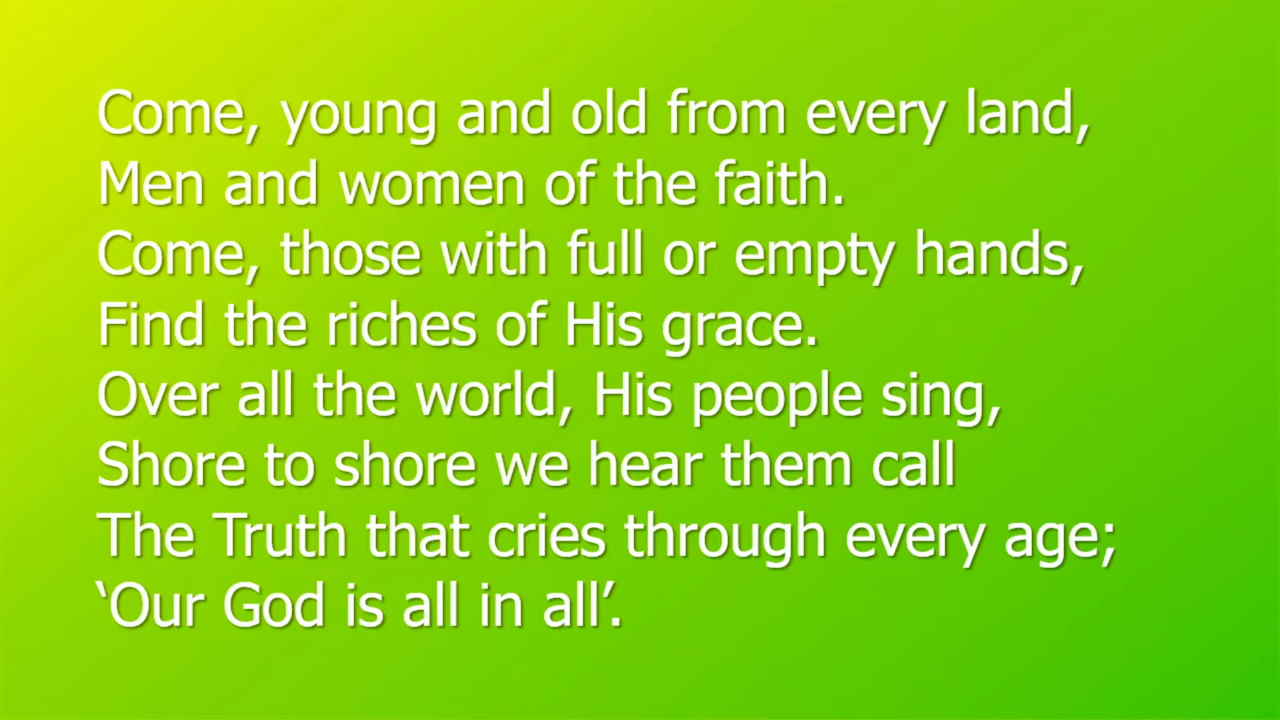 Come, young and old from every land,
Men and women of the faith.
Come, those with full or empty hands,
Find the riches of His grace.
Over all the world, His people sing,
Shore to shore we hear them call
The Truth that cries through every age;
‘Our God is all in all’.